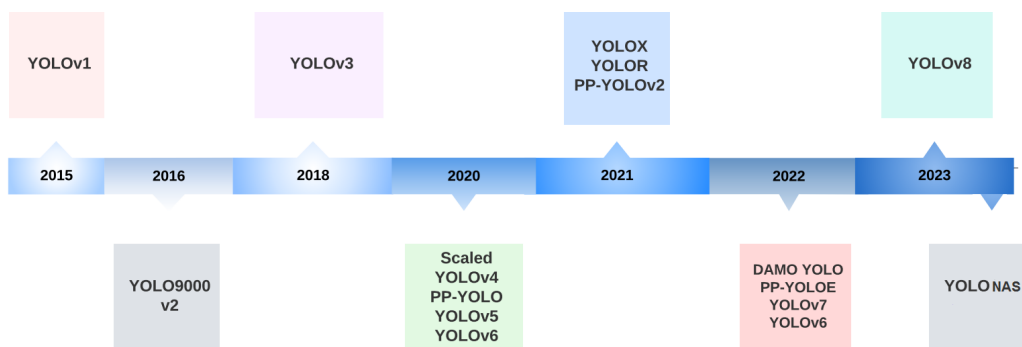 YOLOv1
YOLOv3
YOLOX
YOLOR
PP-YOLOv2
YOLOv8
2015
2016
2018
2020
2021
2022
2023
YOLO9000
v2
Scaled
YOLOv4
PP-YOLO
YOLOv5
YOLOv6
DAMO YOLO
PP-YOLOE
YOLOv7
YOLOv6
YOLO NAS